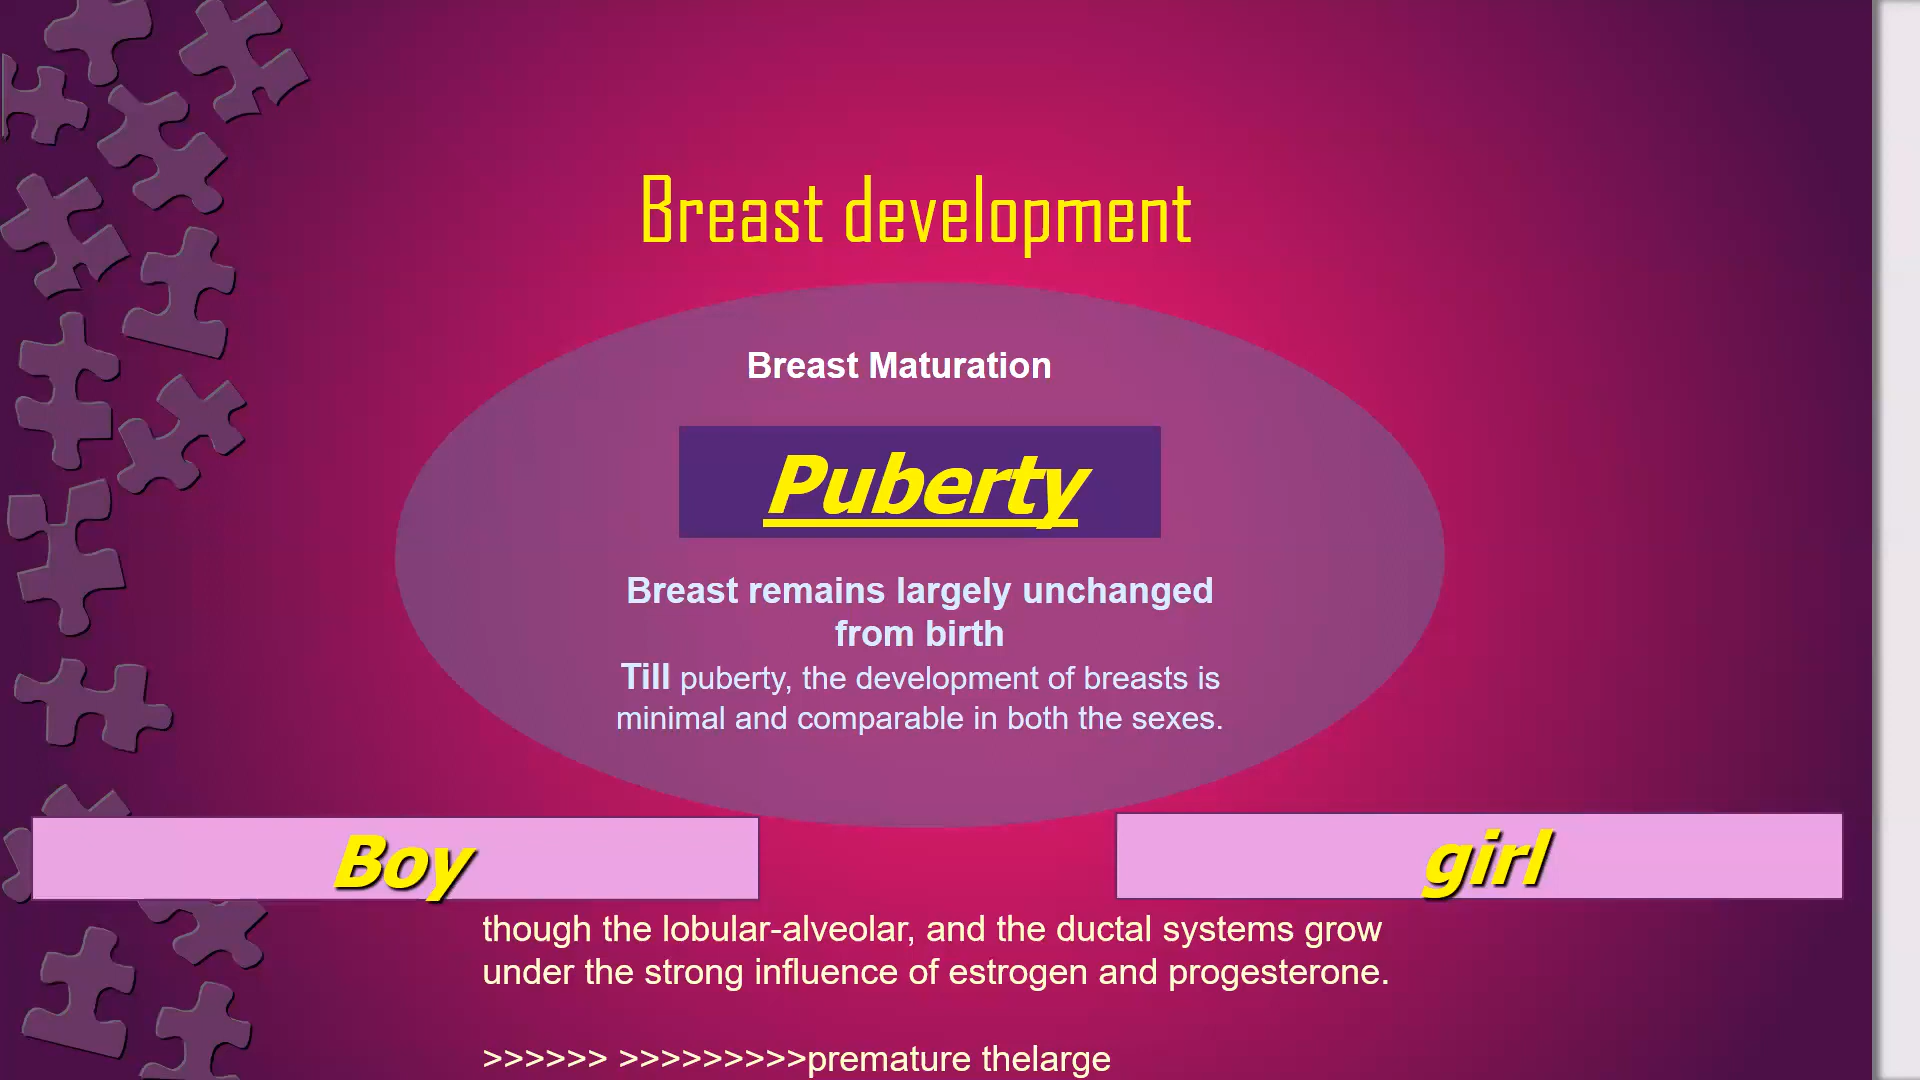 Breast development
Breast Maturation
Puberty
Breast remains largely unchanged
from birth
Till puberty, the development of breasts is
minimal and comparable in both the sexes.
Boy
girl
though the lobular-alveolar, and the ductal systems grow
under the strong influence of estrogen and progesterone.
>>>>>> >>>>>>>>>premature thelarge